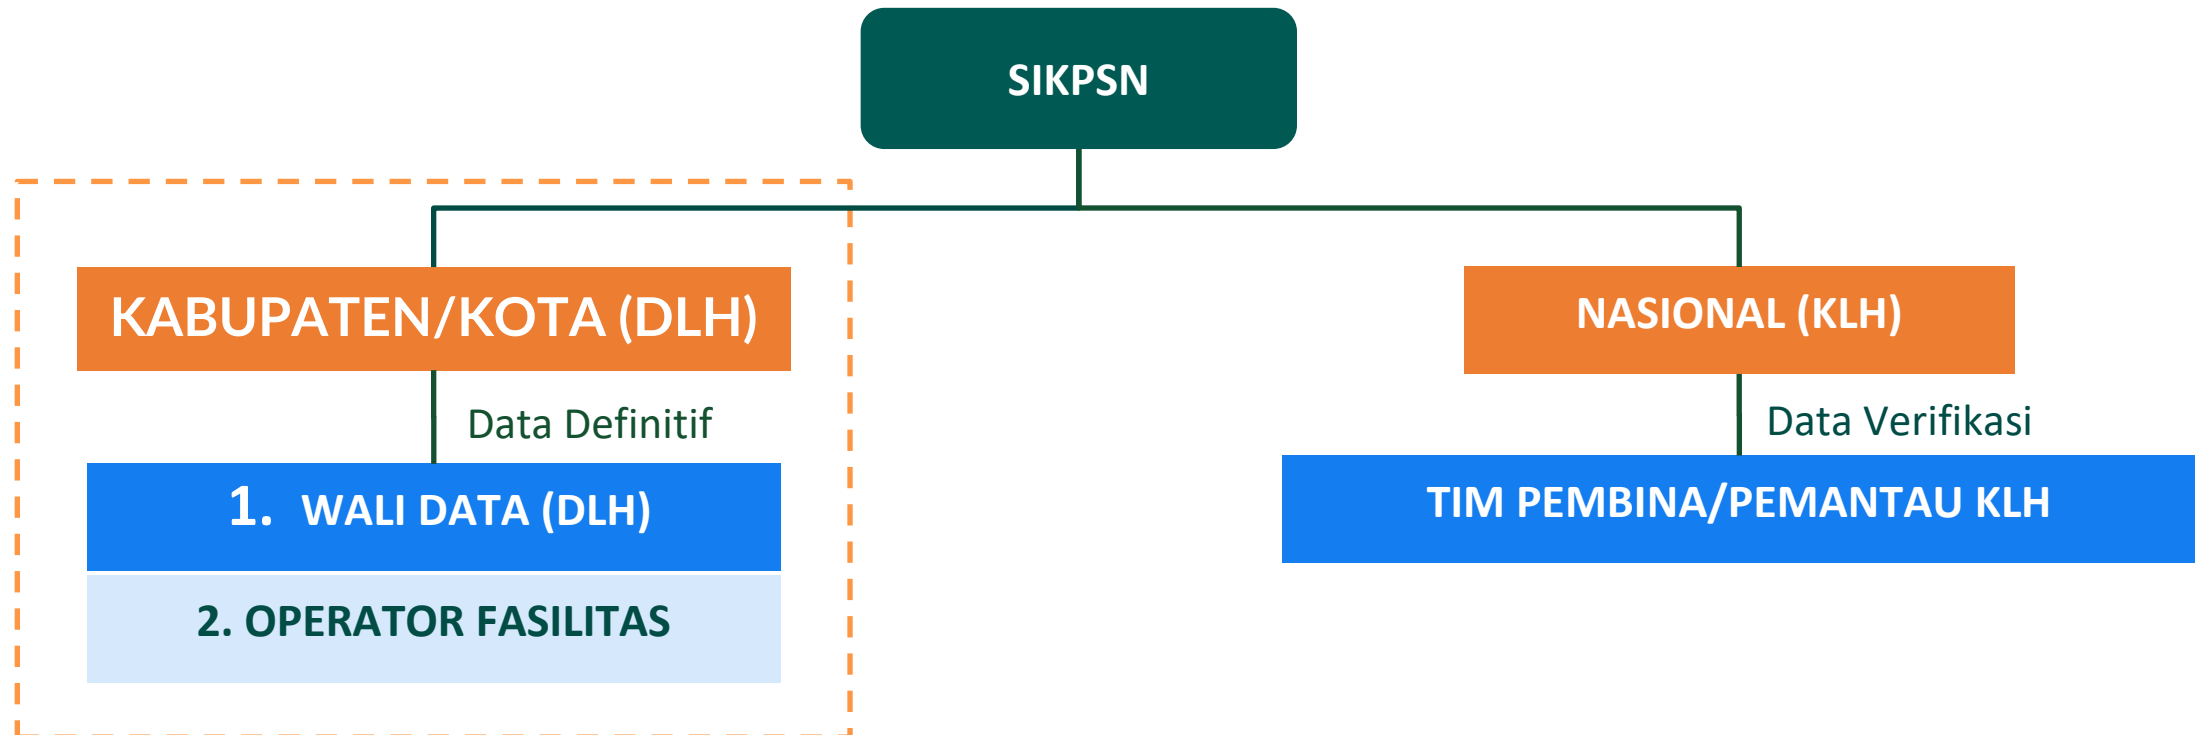 SIKPSN
KABUPATEN/KOTA (DLH)
NASIONAL (KLH)
Data Definitif
Data Verifikasi
1. WALI DATA (DLH)
TIM PEMBINA/PEMANTAU KLH
2. OPERATOR FASILITAS